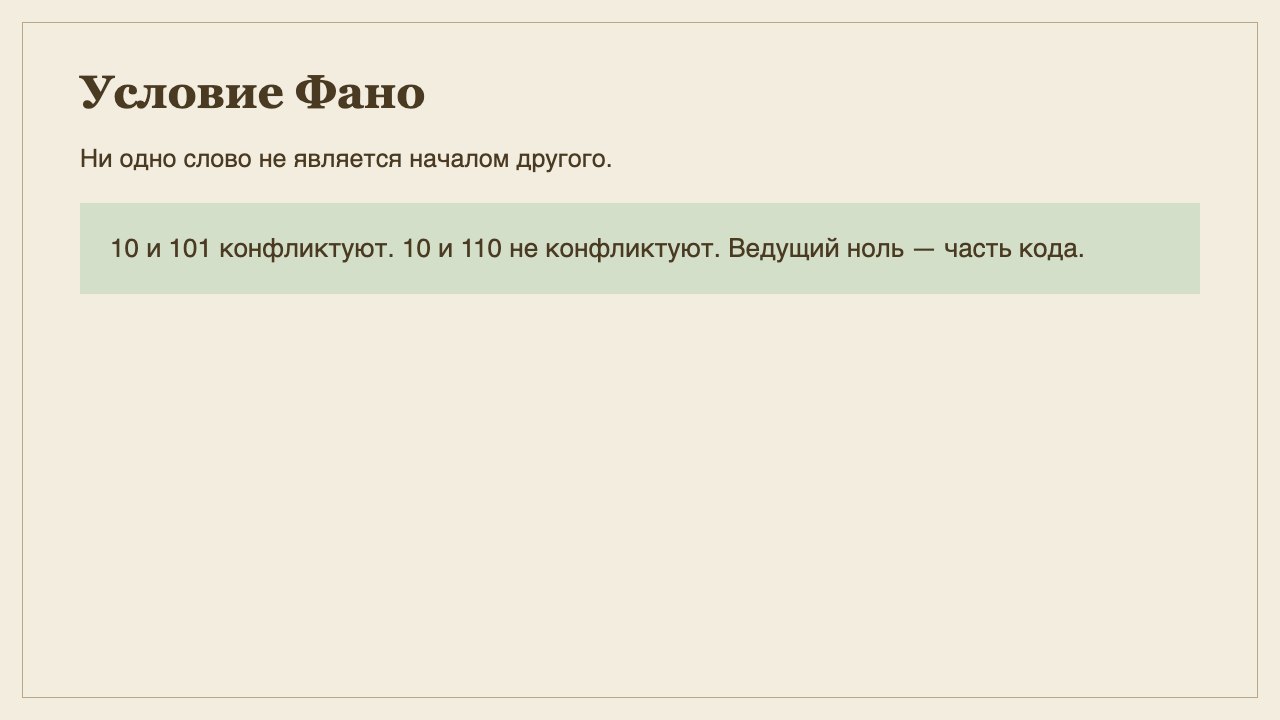 Условие Фано
Ни одно слово не является началом другого.
10 и 101 конфликтуют. 10 и 110 не конфликтуют. Ведущий ноль — часть кода.